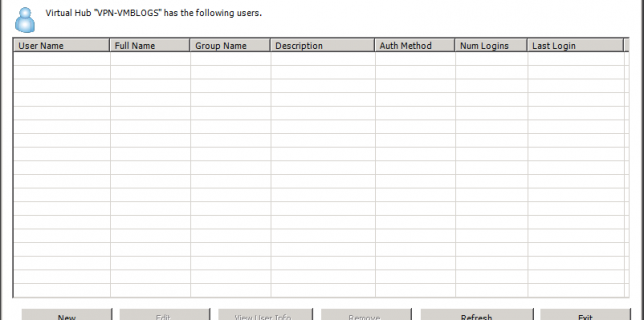 Virtual Hub "VPN-VMBLOGS" has the following users.
User Name Full Name Group Name Description Auth Method Num Logins Last Login
New Edit View User Info Remove Refresh Exit